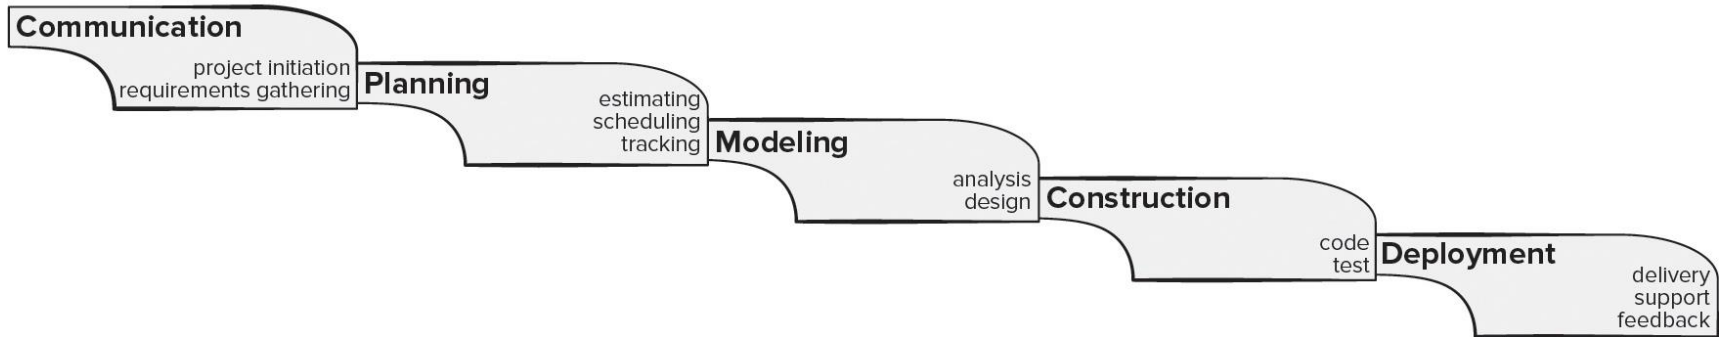 Communication
project initiation
requirements gathering
Planning
estimating
scheduling
tracking
Modeling
analysis
design
Construction
code
test
Deployment
delivery
support
feedback